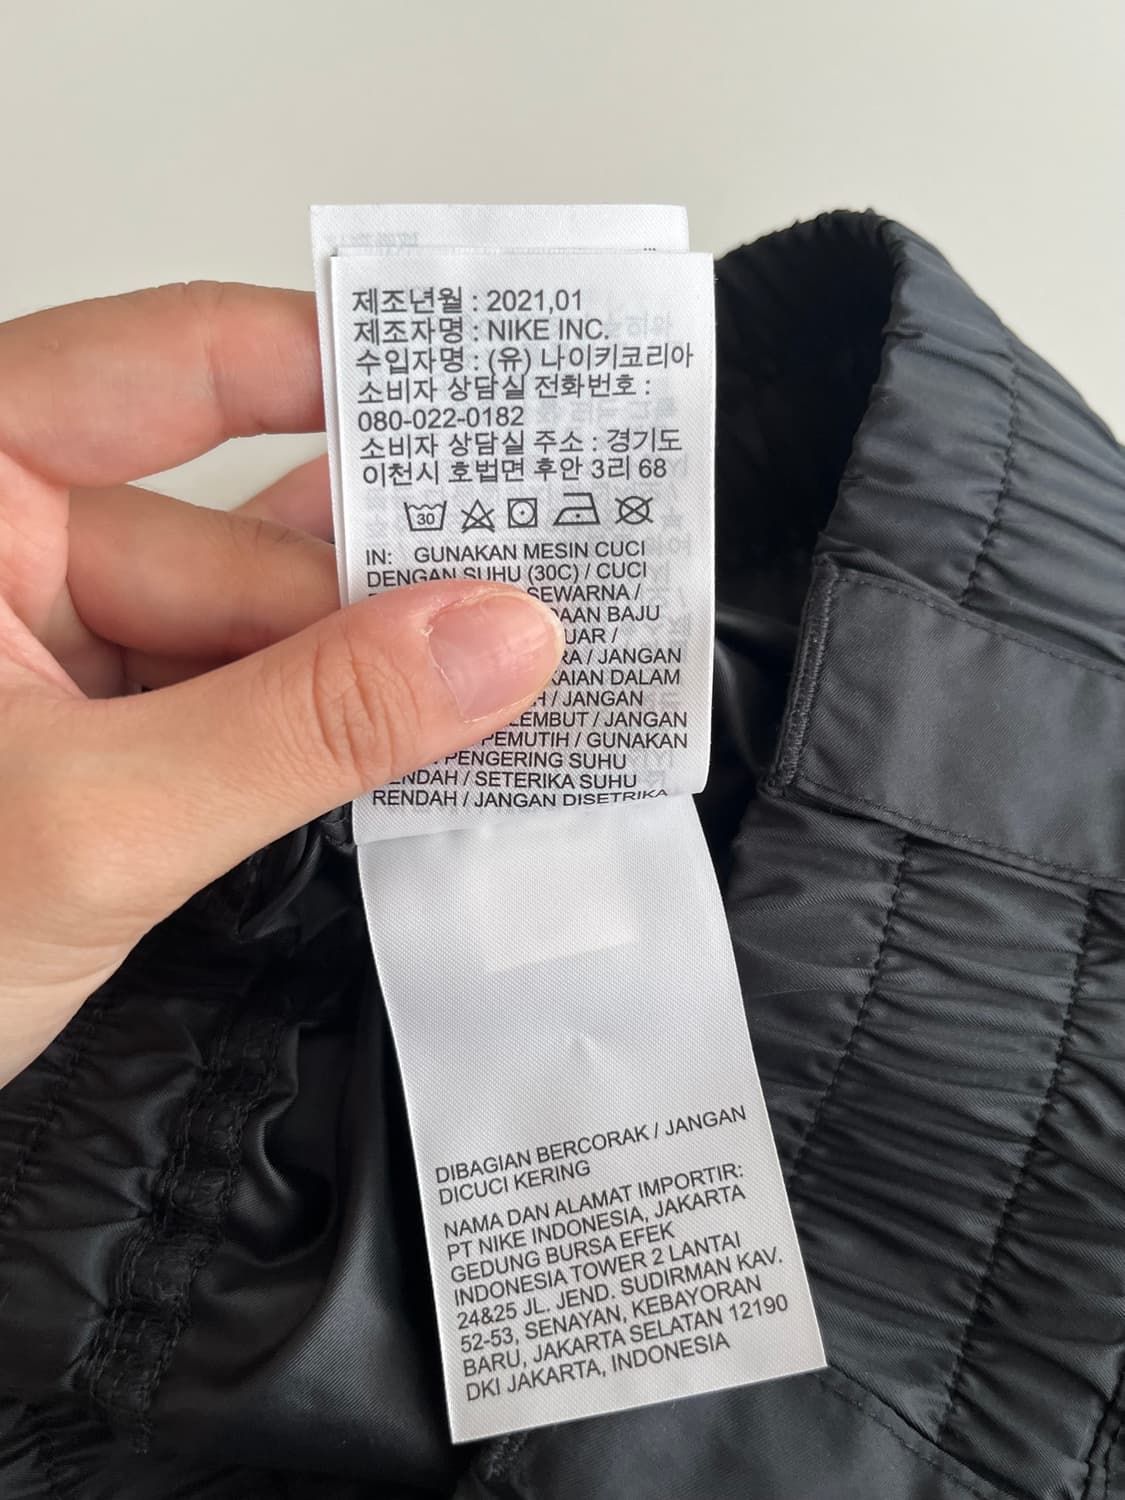 제조년월 : 2021,01
제조자명 : NIKE INC.
수입자명 : (유) 나이키코리아
소비자 상담실 전화번호 :
080-022-0182
소비자 상담실 주소 : 경기도
이천시 호법면 후안 3리 68
30
IN: GUNAKAN MESIN CUCI
DENGAN SUHU (30C) / CUCI
SEWARNA /
BAJU
/
/ JANGAN
DALAM
/ JANGAN
LEMBUT / JANGAN
PEMUTIH / GUNAKAN
PENGERING SUHU
RENDAH / SETERIKA SUHU
RENDAH / JANGAN DISETRIKA
DIBAGIAN BERCORAK / JANGAN
DICUCI KERING
NAMA DAN ALAMAT IMPORTIR:
PT NIKE INDONESIA, JAKARTA
GEDUNG BURSA EFEK
INDONESIA TOWER 2 LANTAI
24&25 JL. JEND. SUDIRMAN KAV.
52-53, SENAYAN, KEBAYORAN
BARU, JAKARTA SELATAN 12190
DKI JAKARTA, INDONESIA